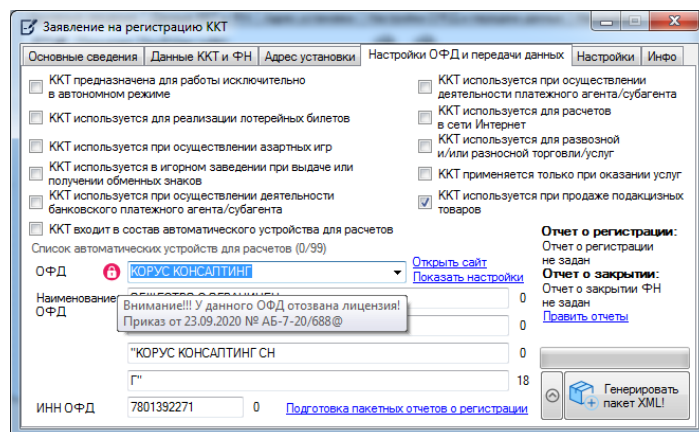 Заявление на регистрацию ККТ
Основные сведения
Данные ККТ и ФН
Адрес установки
Настройки ОФД и передачи данных
Настройки
Инфо
ККТ предназначена для работы исключительно
в автономном режиме
ККТ используется для реализации лотерейных билетов
ККТ используется при осуществлении азартных игр
ККТ используется в игорном заведении при выдаче или
получении обменных знаков
ККТ используется при осуществлении деятельности
банковского платежного агента/субагента
ККТ входит в состав автоматического устройства для расчетов
ККТ используется при осуществлении
деятельности платежного агента/субагента
ККТ используется для расчетов
в сети Интернет
ККТ используется для развозной
и/или разносной торговли/услуг
ККТ применяется только при оказании услуг
ККТ используется при продаже подакцизных
товаров
Список автоматических устройств для расчетов (0/99)
ОФД
КОРУС КОНСАЛТИНГ
Открыть сайт
Показать настройки
Наименование
ОФД
0
Внимание!!! У данного ОФД отозвана лицензия!
Приказ от 23.09.2020 № АБ-7-20/688@
0
"КОРУС КОНСАЛТИНГ СН
0
Г"
18
ИНН ОФД
7801392271
0
Подготовка пакетных отчетов о регистрации
Отчет о регистрации:
Отчет о регистрации
не задан
Отчет о закрытии:
Отчет о закрытии ФН
не задан
Править отчеты
Генерировать
пакет XML!